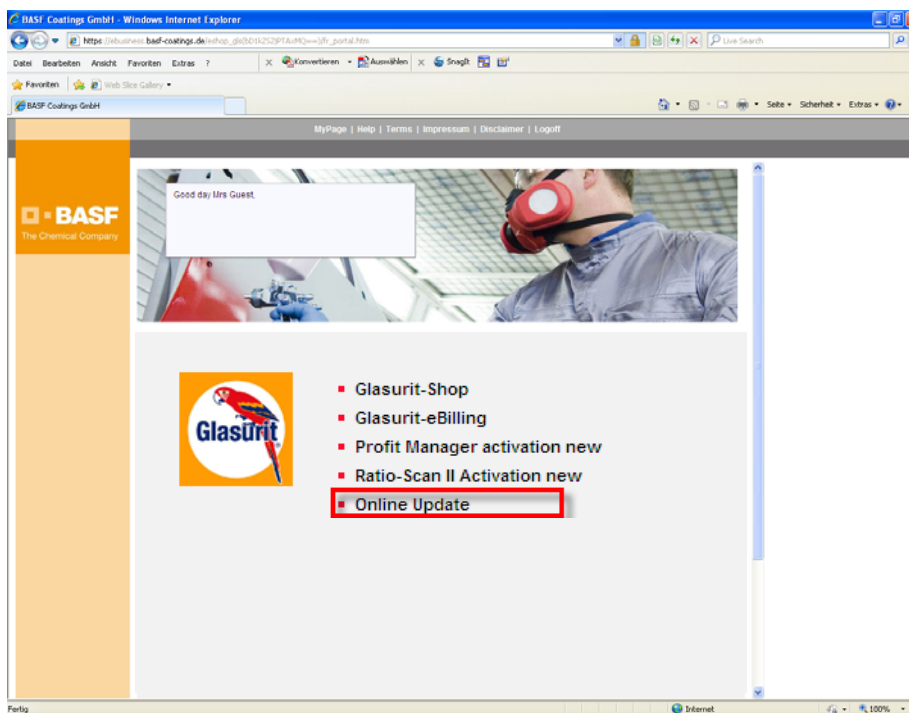 BASF Coatings GmbH - Windows Internet Explorer
basf-coatings.de
Live Search
Datei Bearbeiten Ansicht Favoriten Extras ?
X Konvertieren Auswählen X SnagIt
Favoriten Web Slice Gallery
BASF Coatings GmbH
Seite Sicherheit Extras
MyPage | Help | Terms | Impressum | Disclaimer | Logoff
Good day Mrs Guest,
BASF
The Chemical Company
Glasurit
Glasurit-Shop
Glasurit-eBilling
Profit Manager activation new
Ratio-Scan II Activation new
Online Update
Fertig
Internet
100%